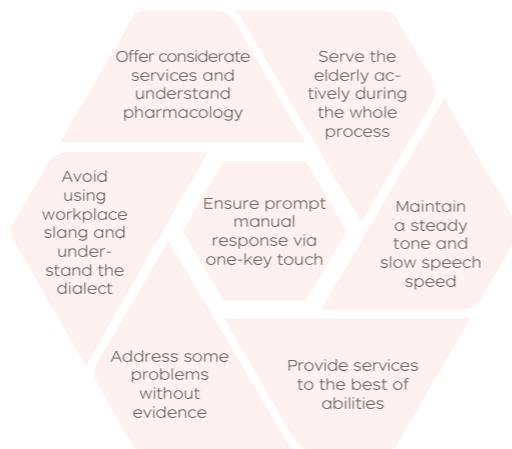 Offer considerate
services and
understand
pharmacology
Serve the
elderly ac-
tively during
the whole
process
Avoid
using
workplace
slang and
under-
stand the
dialect
Ensure prompt
manual
response via
one-key touch
Maintain
a steady
tone and
slow speech
speed
Address some
problems
without
evidence
Provide services
to the best of
abilities